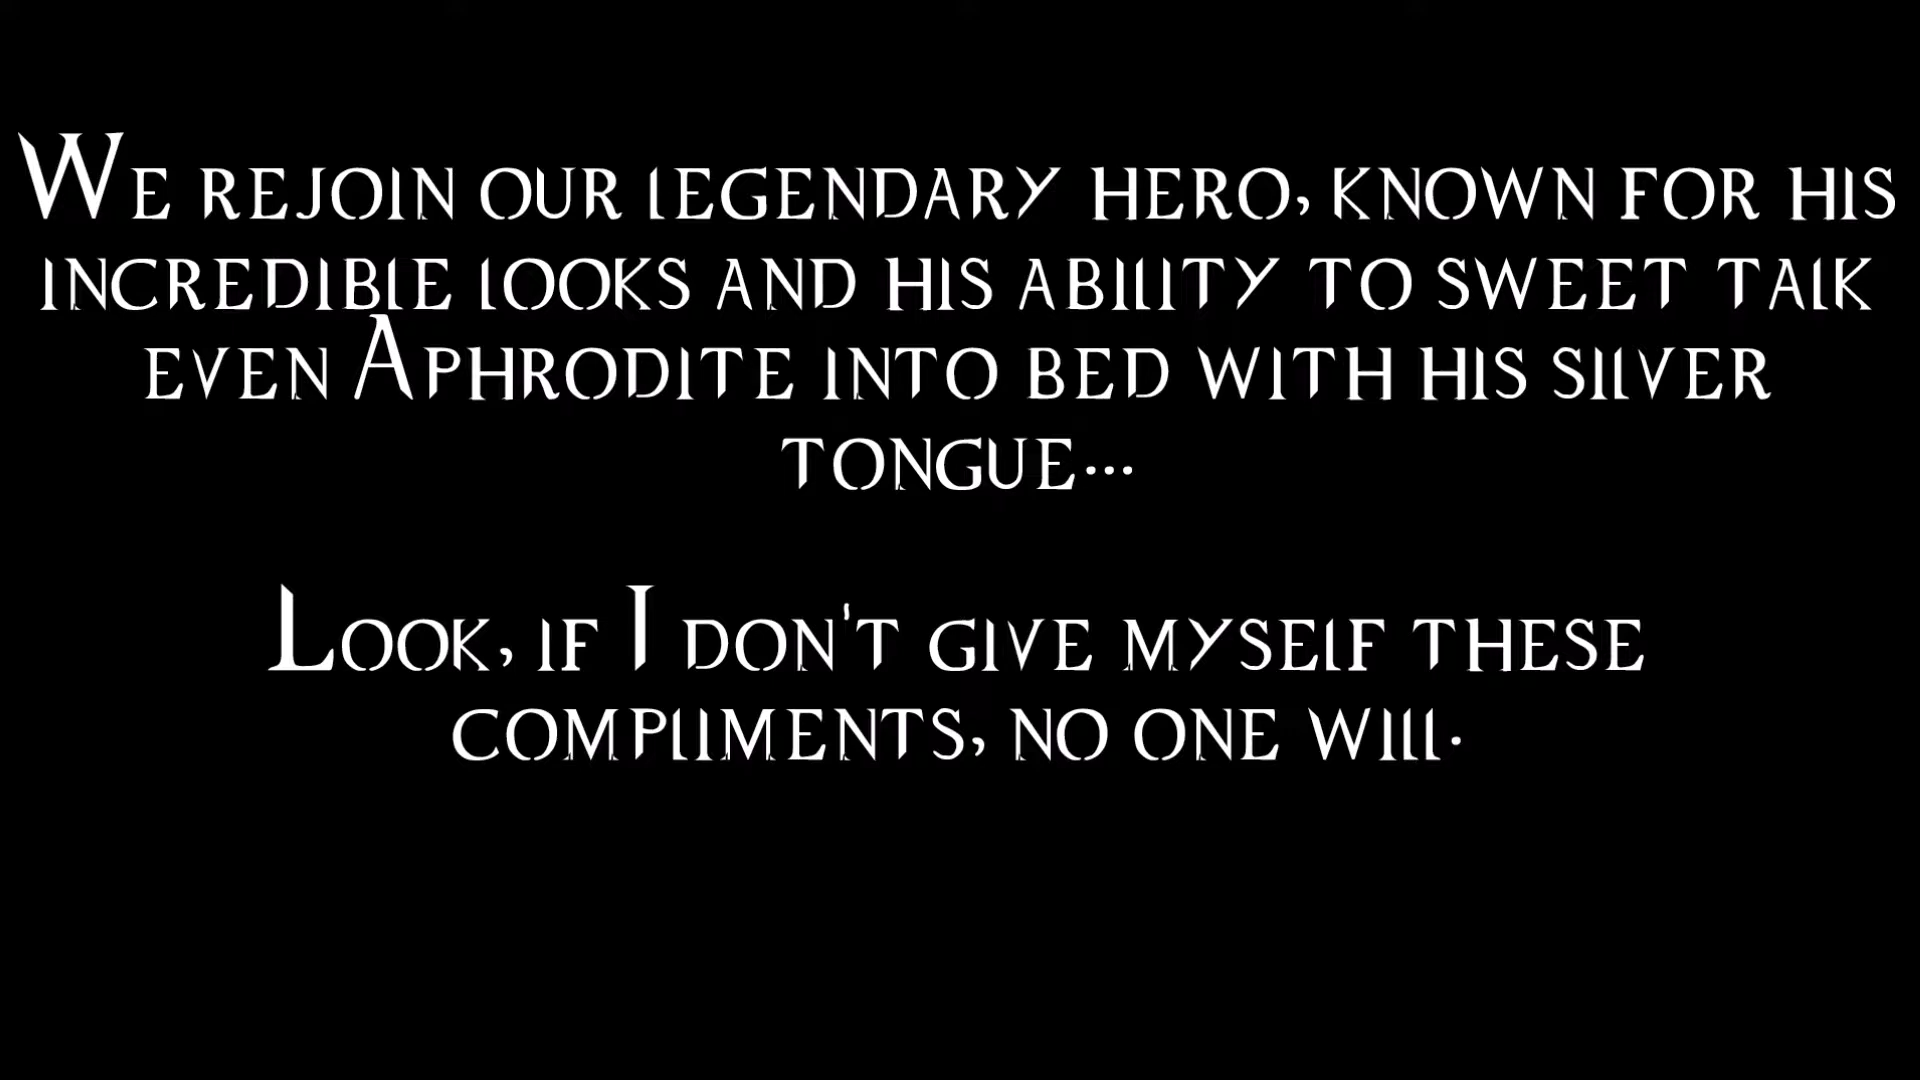 We rejoin our legendary hero, known for his
incredible looks and his ability to sweet talk
even Aphrodite into bed with his silver
tongue...
Look, if I don't give myself these
compliments, no one will.